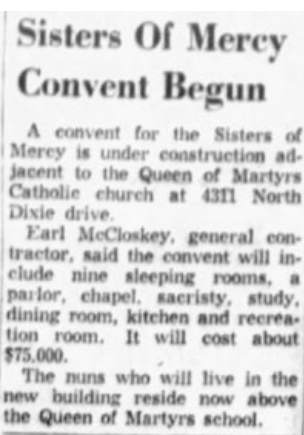 Sisters Of Mercy
Convent Begun
A convent for the Sisters of
Mercy is under construction ad-
jacent to the Queen of Martyrs
Catholic church at 4311 North
Dixie drive.
Earl McCloskey, general con-
tractor, said the convent will in-
clude nine sleeping rooms, a
parlor, chapel, sacristy, study,
dining room, kitchen and recrea-
tion room. It will cost about
$75,000.
The nuns who will live in the
new building reside now above
the Queen of Martyrs school.